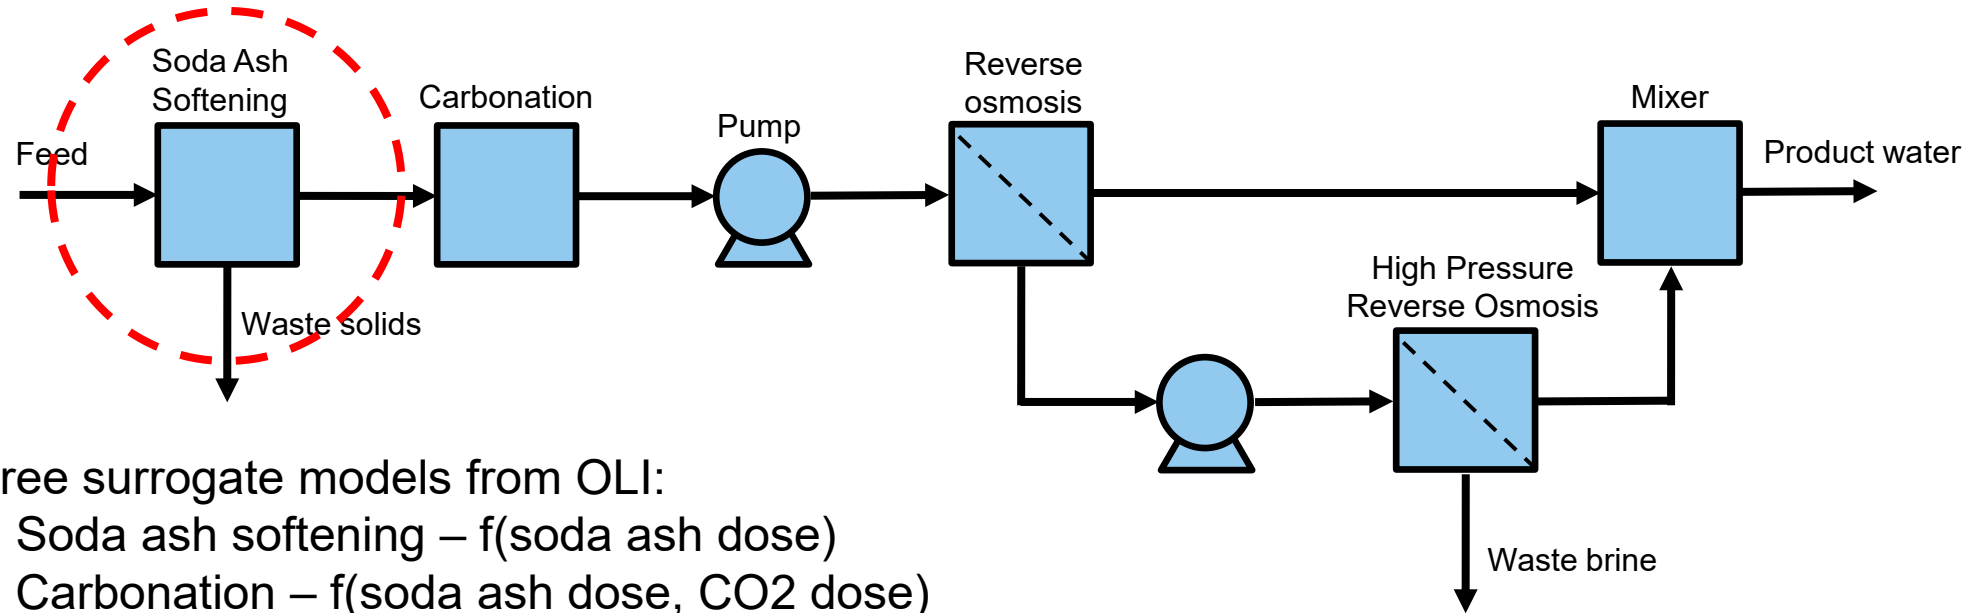 Soda Ash
Softening
Carbonation
Feed
Pump
Reverse
osmosis
Mixer
Product water
Waste solids
High Pressure
Reverse Osmosis
ree surrogate models from OLI:
Soda ash softening – f(soda ash dose)
Carbonation – f(soda ash dose, CO2 dose)
Waste brine